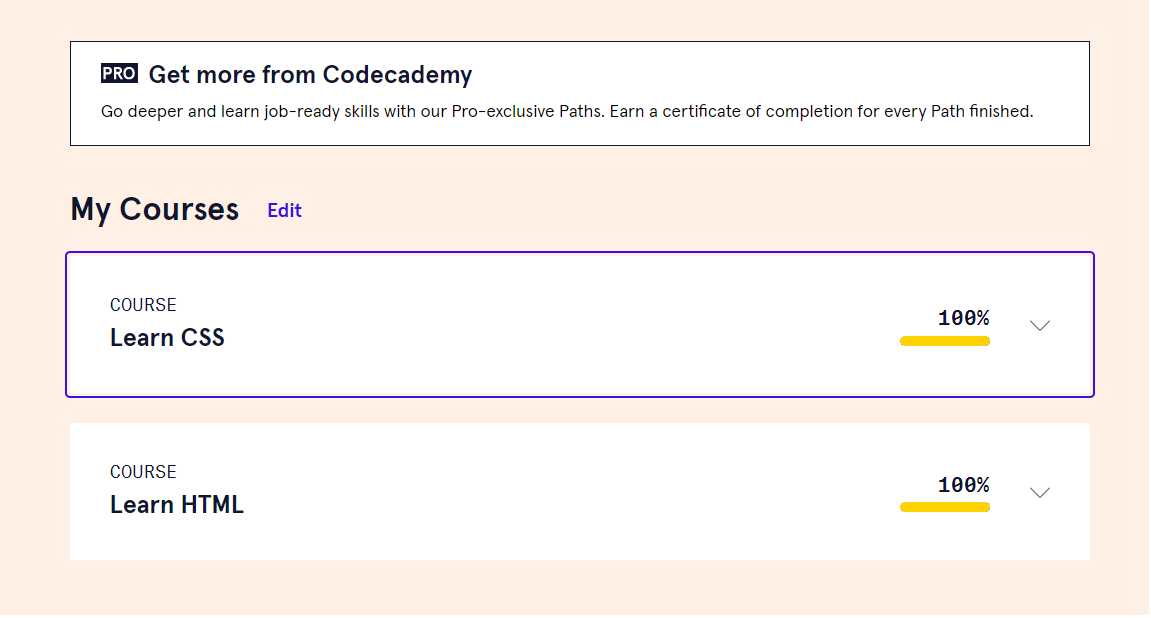 PRO Get more from Codecademy
Go deeper and learn job-ready skills with our Pro-exclusive Paths. Earn a certificate of completion for every Path finished.
My Courses Edit
COURSE
Learn CSS
100%
COURSE
Learn HTML
100%